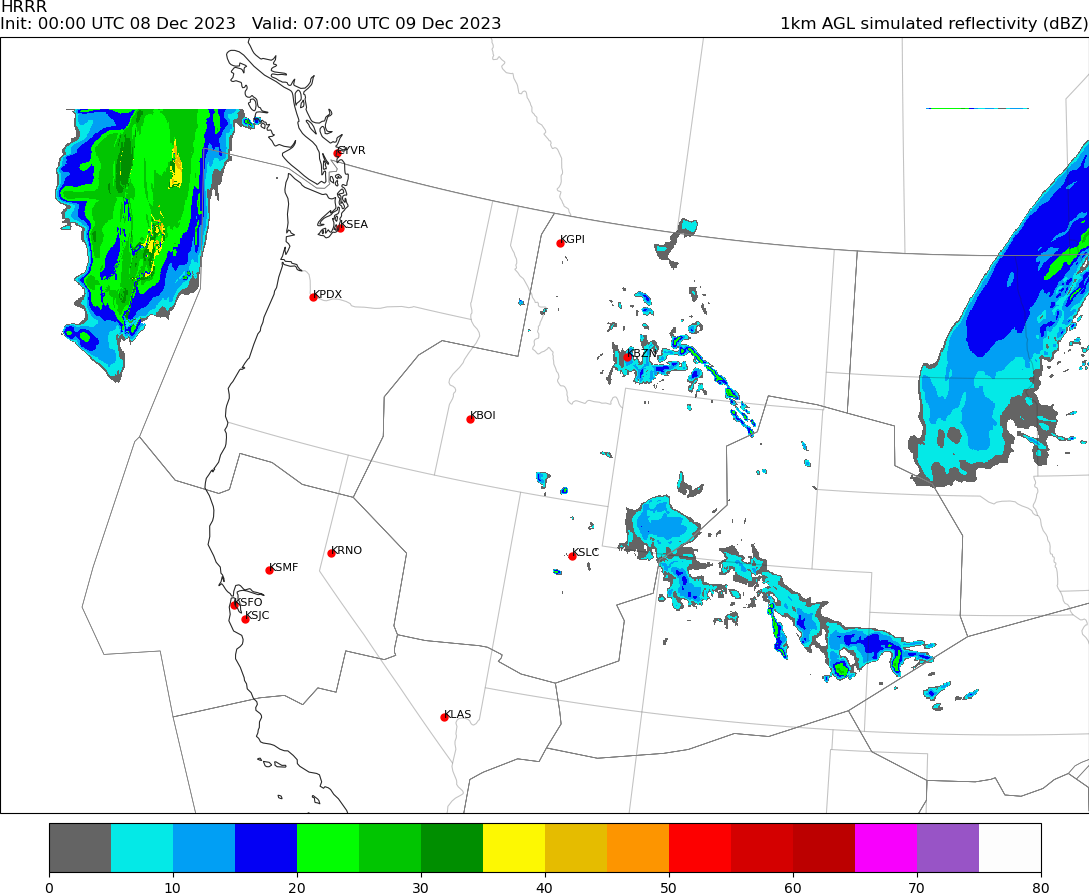 HRRR
Init: 00:00 UTC 08 Dec 2023   Valid: 07:00 UTC 09 Dec 2023
1km AGL simulated reflectivity (dBZ)
CYVR
KSEA
KGPI
KPDX
KBZN
KBOI
KRNO
KSLC
KSMF
KSFO
KSJC
KLAS
0 10 20 30 40 50 60 70 80